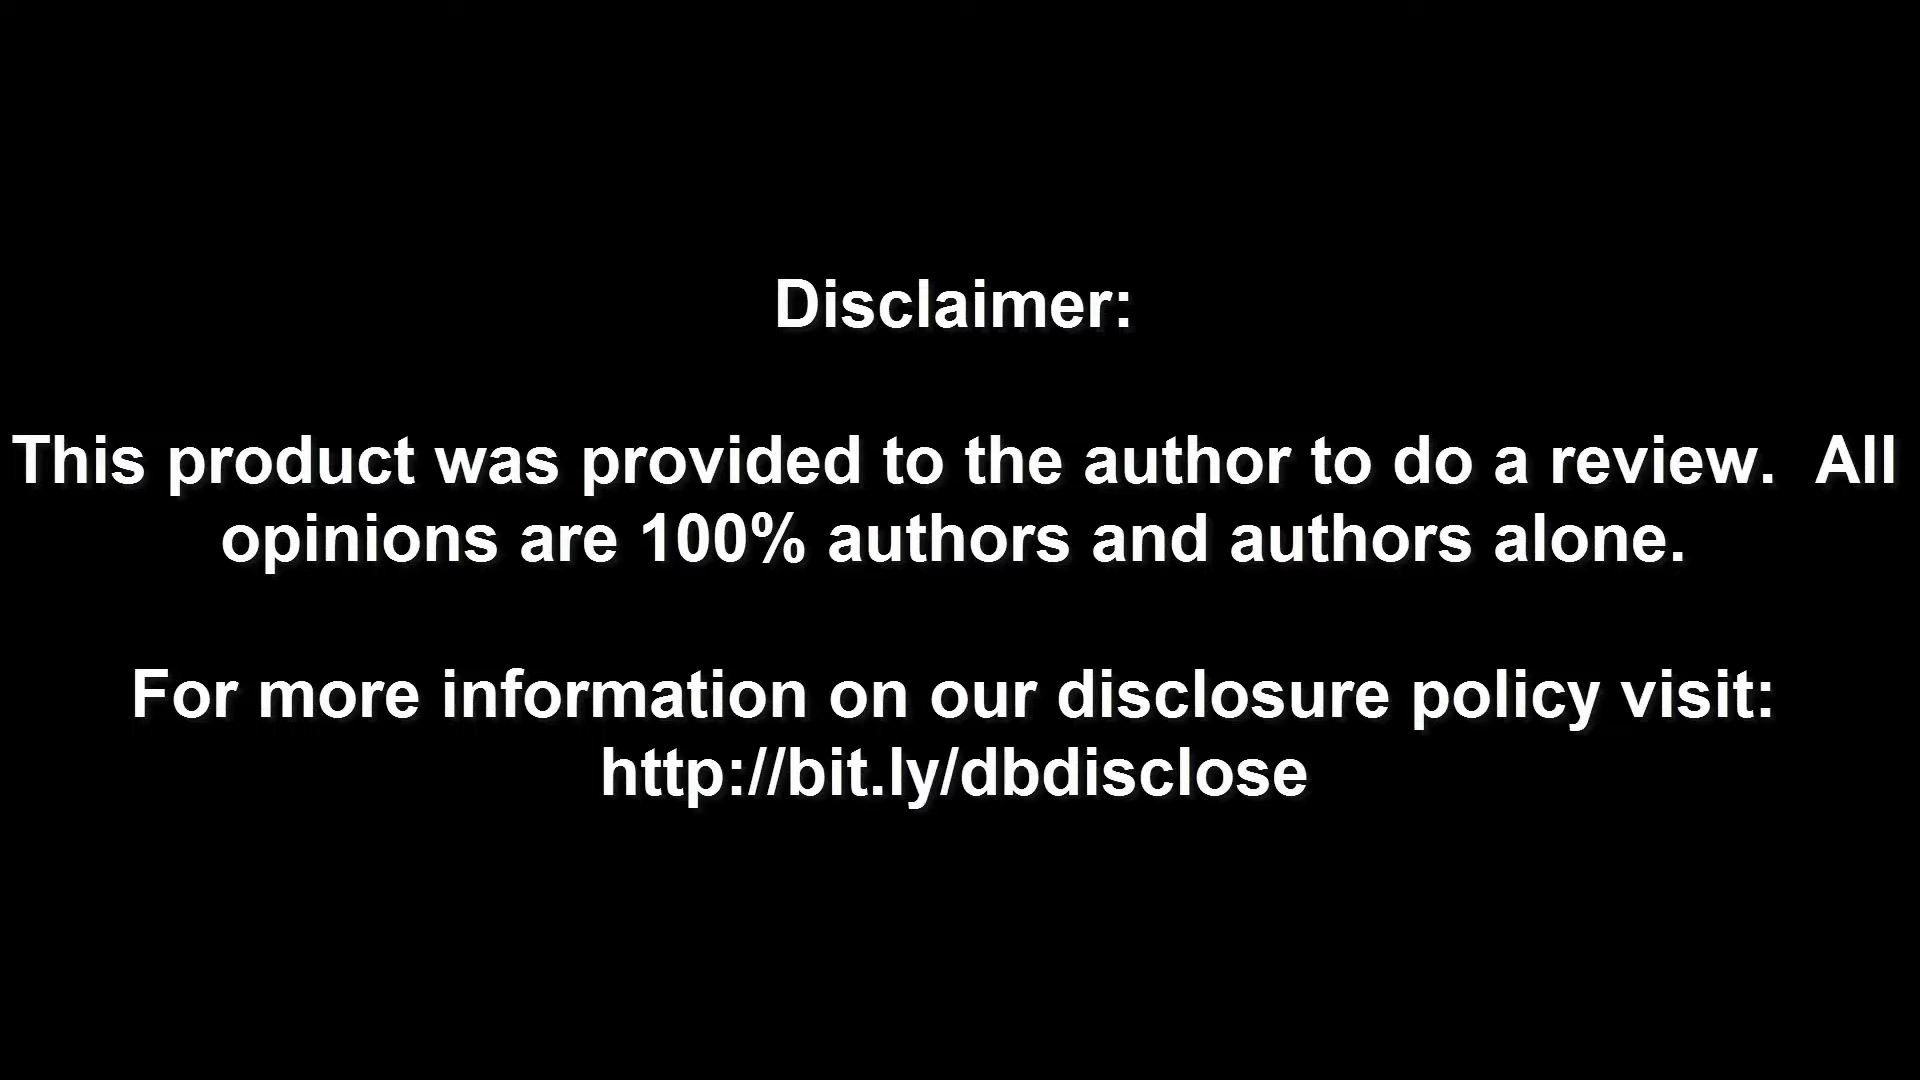 Disclaimer:
This product was provided to the author to do a review.  All
opinions are 100% authors and authors alone.
For more information on our disclosure policy visit:
http://bit.ly/dbdisclose